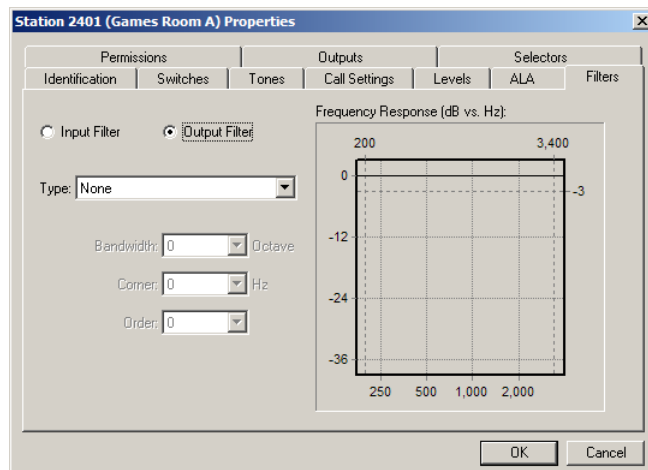 Station 2401 (Games Room A) Properties
Permissions Outputs Selectors
Identification Switches Tones Call Settings Levels ALA Filters
Input Filter Output Filter
Frequency Response (dB vs. Hz):
200 3,400
0
-3
Type: None
-12
Bandwidth: 0 Octave
Corner: 0 Hz
-24
Order: 0
-36
250 500 1,000 2,000
OK Cancel